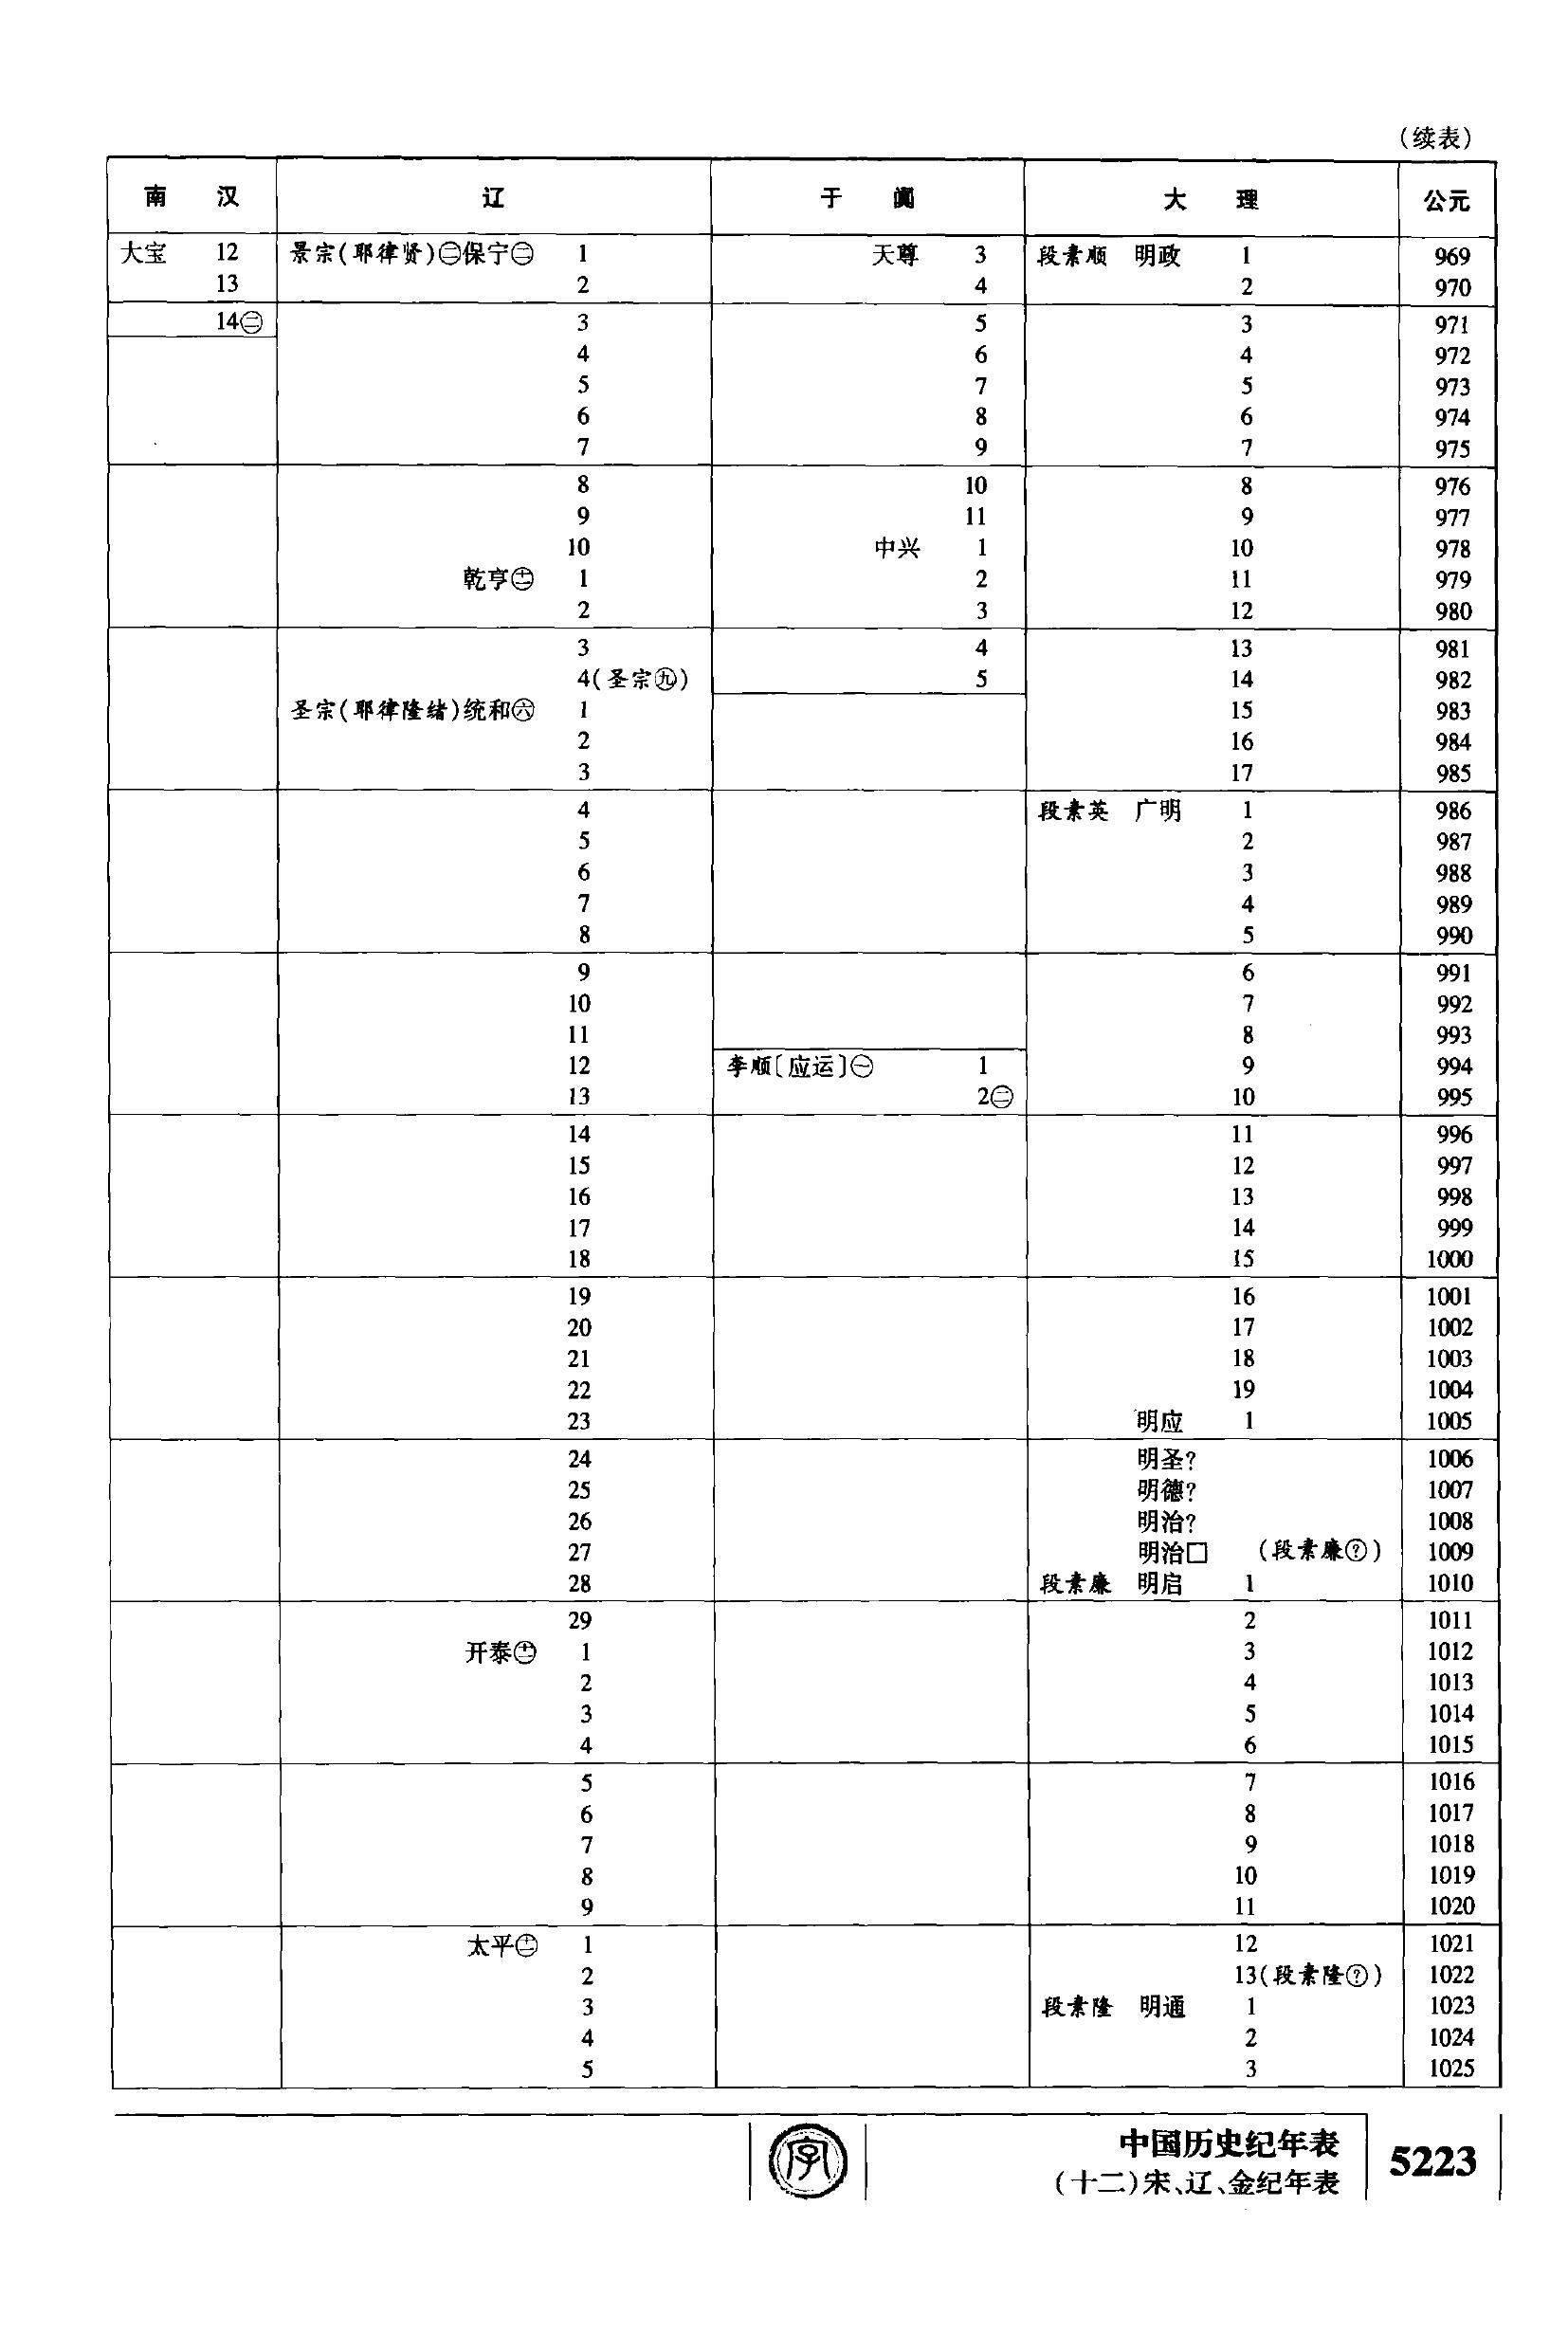 (续表)
南 汉 辽 于 阗 大 理 公元
大宝 12 景宗(耶律贤)㊁保宁㊁ 1 天尊 3 段素顺 明政 1 969
13 2 4 2 970
14㊁ 3 5 3 971
4 6 4 972
5 7 5 973
6 8 6 974
7 9 7 975
8 10 8 976
9 11 9 977
10 中兴 1 10 978
乾亨 1 2 11 979
2 3 12 980
3 4 13 981
4(圣宗㊈) 5 14 982
圣宗(耶律隆绪)统和㊅ 1 15 983
2 16 984
3 17 985
4 段素英 广明 1 986
5 2 987
6 3 988
7 4 989
8 5 990
9 6 991
10 7 992
11 8 993
12 李顺〔应运〕㊀ 1 9 994
13 2㊁ 10 995
14 11 996
15 12 997
16 13 998
17 14 999
18 15 1000
19 16 1001
20 17 1002
21 18 1003
22 19 1004
23 明应 1 1005
24 明圣? 1006
25 明德? 1007
26 明治? 1008
27 明治□ (段素廉?) 1009
28 段素廉 明启 1 1010
29 2 1011
开泰 1 3 1012
2 4 1013
3 5 1014
4 6 1015
5 7 1016
6 8 1017
7 9 1018
8 10 1019
9 11 1020
太平 1 12 1021
2 13(段素隆?) 1022
3 段素隆 明通 1 1023
4 2 1024
5 3 1025
字
中国历史纪年表
(十二)宋、辽、金纪年表
5223